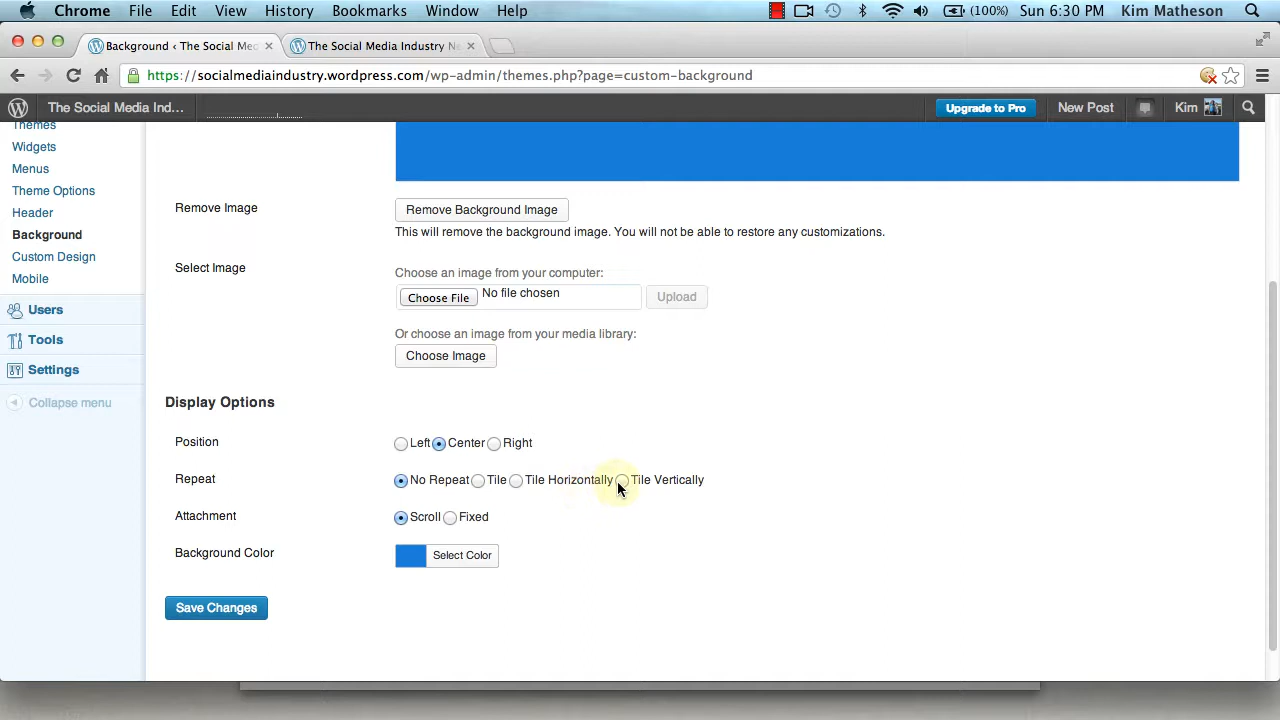 Chrome File Edit View History Bookmarks Window Help (100%) Sun 6:30 PM Kim Matheson
Background ‹ The Social Med The Social Media Industry Ne
https://socialmediaindustry.wordpress.com/wp-admin/themes.php?page=custom-background
The Social Media Ind... Upgrade to Pro New Post Kim
Themes
Widgets
Menus
Theme Options
Header
Background
Custom Design
Mobile
Users
Tools
Settings
Collapse menu
Remove Image Remove Background Image
This will remove the background image. You will not be able to restore any customizations.
Select Image Choose an image from your computer:
Choose File No file chosen Upload
Or choose an image from your media library:
Choose Image
Display Options
Position Left Center Right
Repeat No Repeat Tile Tile Horizontally Tile Vertically
Attachment Scroll Fixed
Background Color Select Color
Save Changes